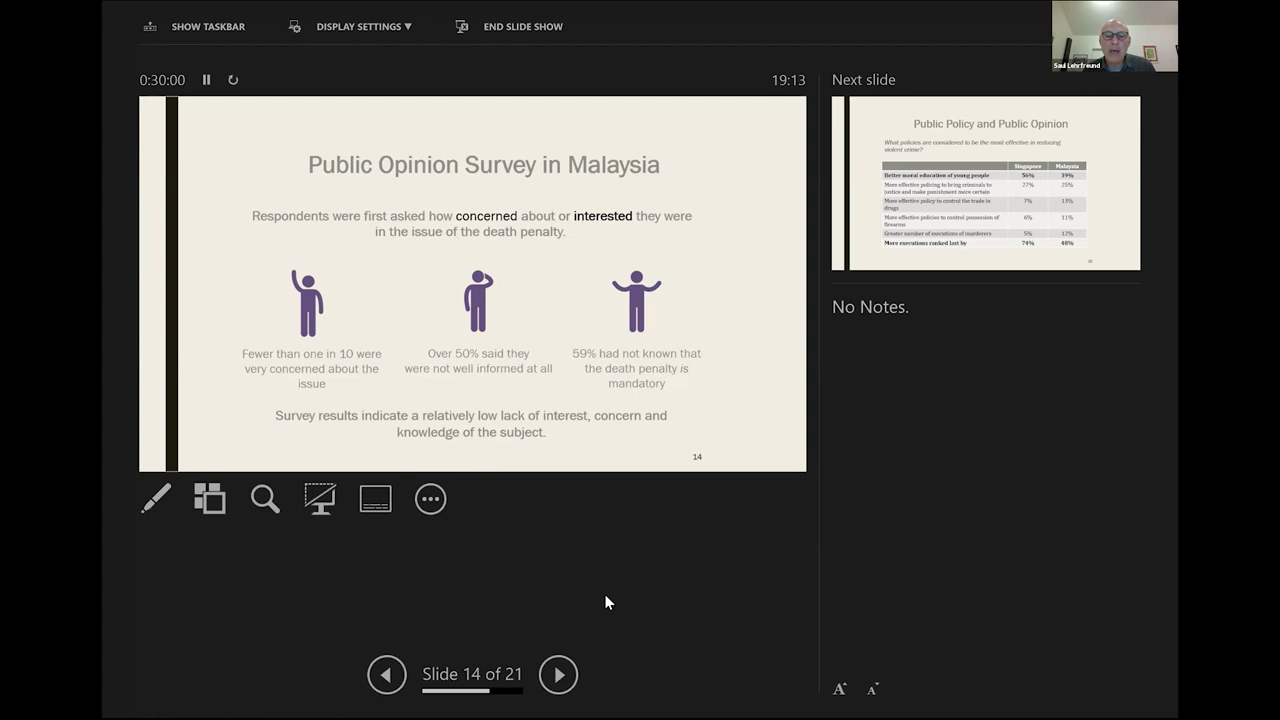 SHOW TASKBAR
DISPLAY SETTINGS ▼
END SLIDE SHOW
Saul Lehrfreund
0:30:00
19:13
Next slide
Public Opinion Survey in Malaysia
Respondents were first asked how concerned about or interested they were
in the issue of the death penalty.
Fewer than one in 10 were
very concerned about the
issue
Over 50% said they
were not well informed at all
59% had not known that
the death penalty is
mandatory
Survey results indicate a relatively low lack of interest, concern and
knowledge of the subject.
14
Public Policy and Public Opinion
What policies are considered to be the most effective in reducing
violent crime?
Singapore Malaysia
Better moral education of young people 56% 39%
More effective policing to bring criminals to
justice and make punishment more certain 27% 25%
More effective policy to control the trade in
drugs 7% 13%
More effective policies to control possession of
firearms 6% 11%
Greater number of executions of murderers 5% 12%
More executions ranked last by 74% 48%
No Notes.
Slide 14 of 21
A A